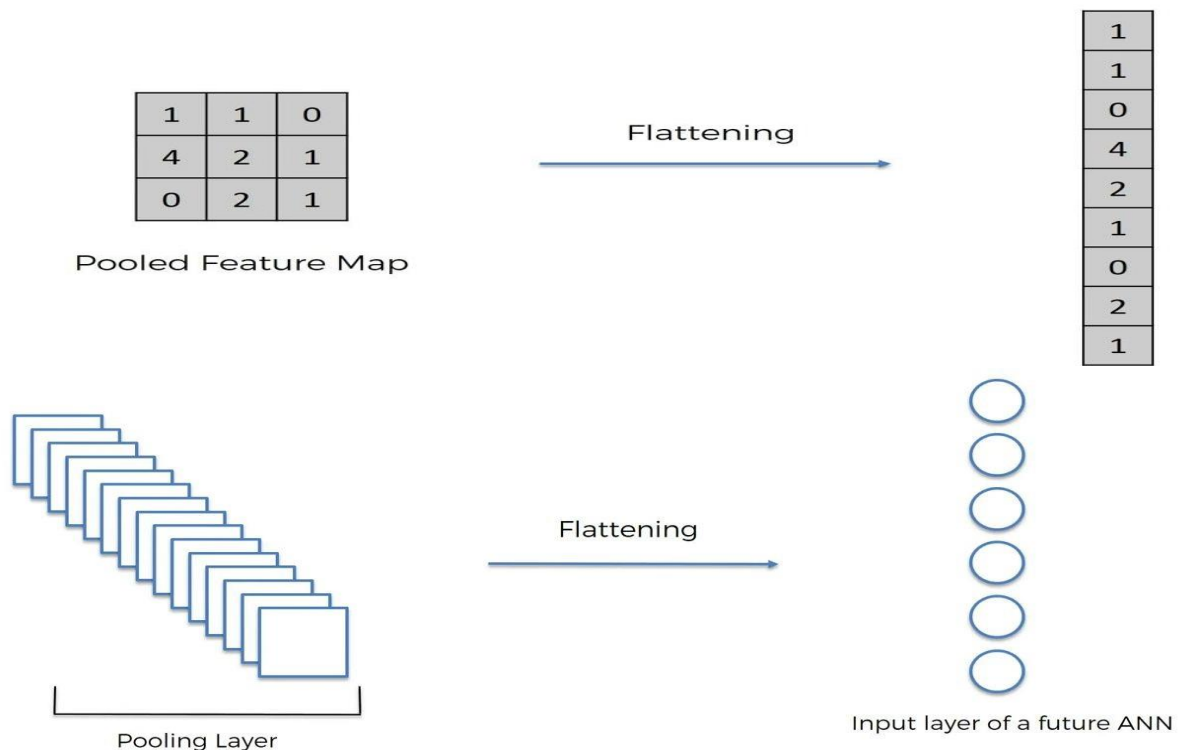 1 1 0
4 2 1
0 2 1
Pooled Feature Map
Flattening
1
1
0
4
2
1
0
2
1
Flattening
Pooling Layer
Input layer of a future ANN